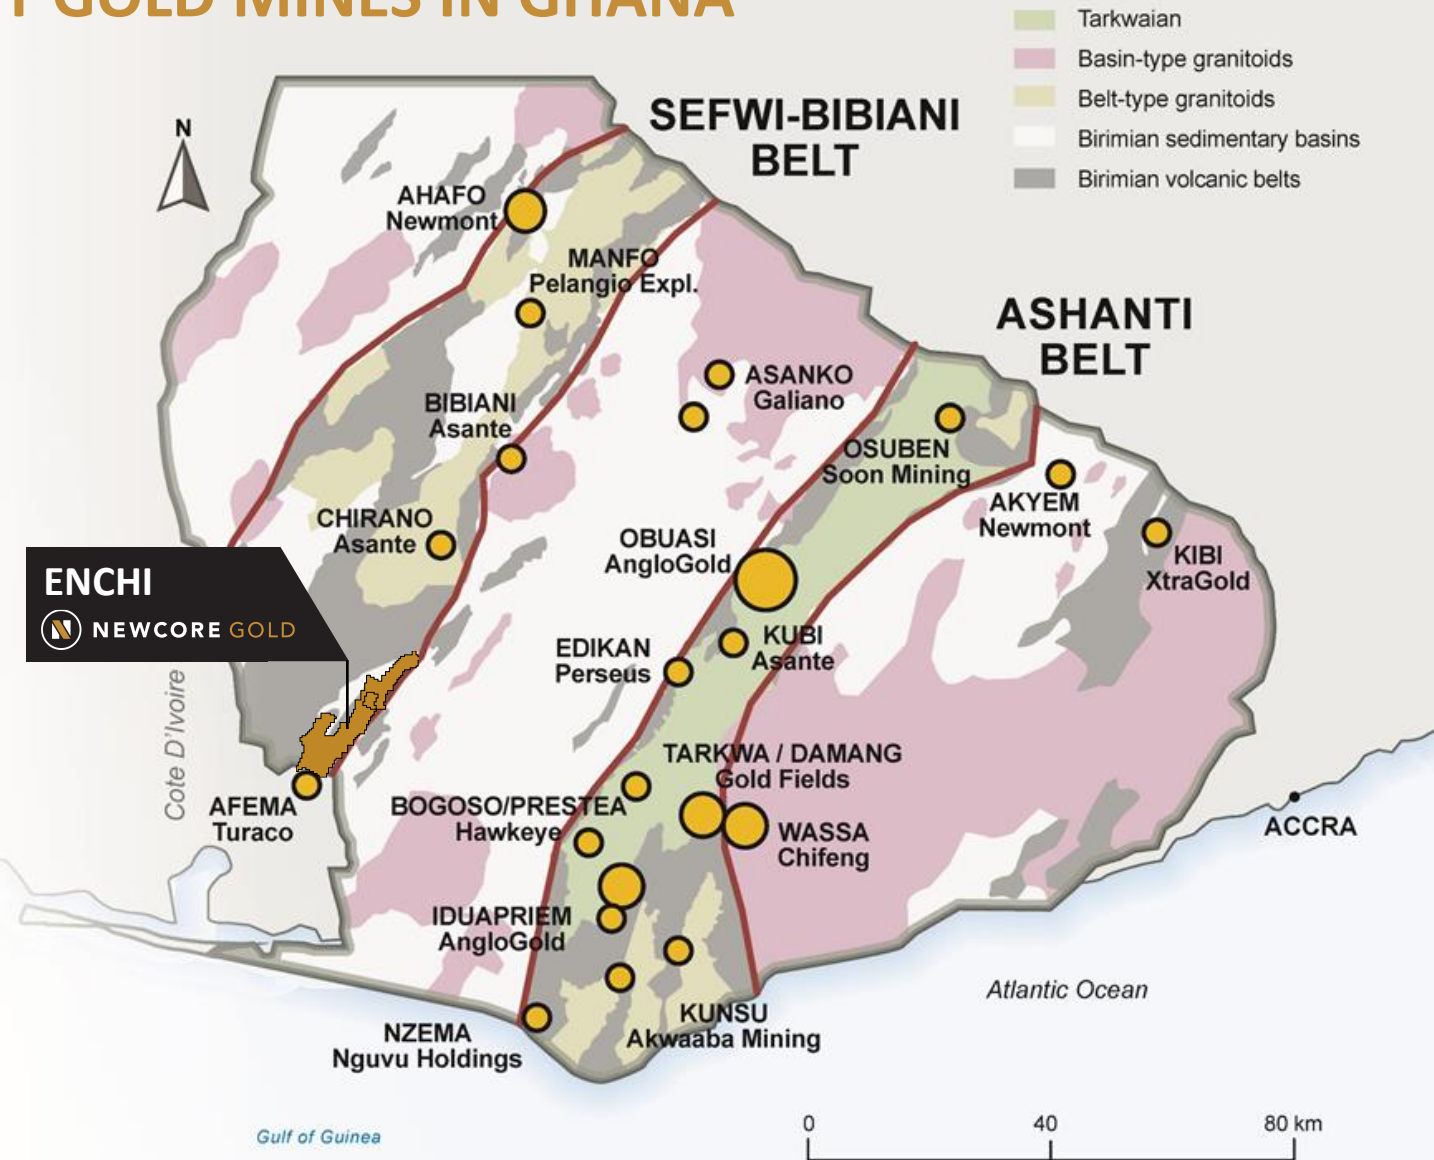 GOLD MINES IN GHANA
Tarkwaian
Basin-type granitoids
Belt-type granitoids
Birimian sedimentary basins
Birimian volcanic belts
SEFWI-BIBIANI
BELT
N
AHAFO
Newmont
MANFO
Pelangio Expl.
ASHANTI
BELT
ASANKO
Galiano
BIBIANI
Asante
OSUBEN
Soon Mining
AKYEM
Newmont
CHIRANO
Asante
OBUASI
AngloGold
KIBI
XtraGold
ENCHI
N NEWCORE GOLD
EDIKAN
Perseus
KUBI
Asante
Cote D'Ivoire
TARKWA / DAMANG
Gold Fields
AFEMA
Turaco
BOGOSO/PRESTEA
Hawkeye
WASSA
Chifeng
ACCRA
IDUAPRIEM
AngloGold
Atlantic Ocean
KUNSU
Akwaaba Mining
NZEMA
Nguvu Holdings
Gulf of Guinea
0 40 80 km